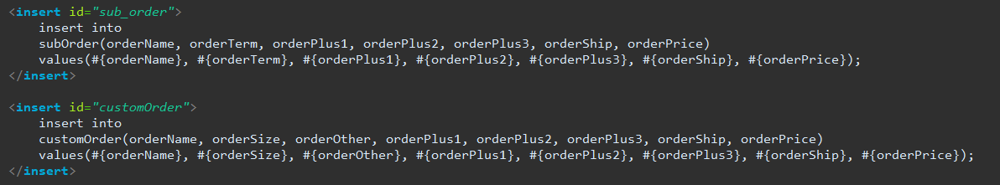 <insert id="sub_order">
insert into
subOrder(orderName, orderTerm, orderPlus1, orderPlus2, orderPlus3, orderShip, orderPrice)
values(#{orderName}, #{orderTerm}, #{orderPlus1}, #{orderPlus2}, #{orderPlus3}, #{orderShip}, #{orderPrice});
</insert>
<insert id="customOrder">
insert into
customOrder(orderName, orderSize, orderOther, orderPlus1, orderPlus2, orderPlus3, orderShip, orderPrice)
values(#{orderName}, #{orderSize}, #{orderOther}, #{orderPlus1}, #{orderPlus2}, #{orderPlus3}, #{orderShip}, #{orderPrice});
</insert>